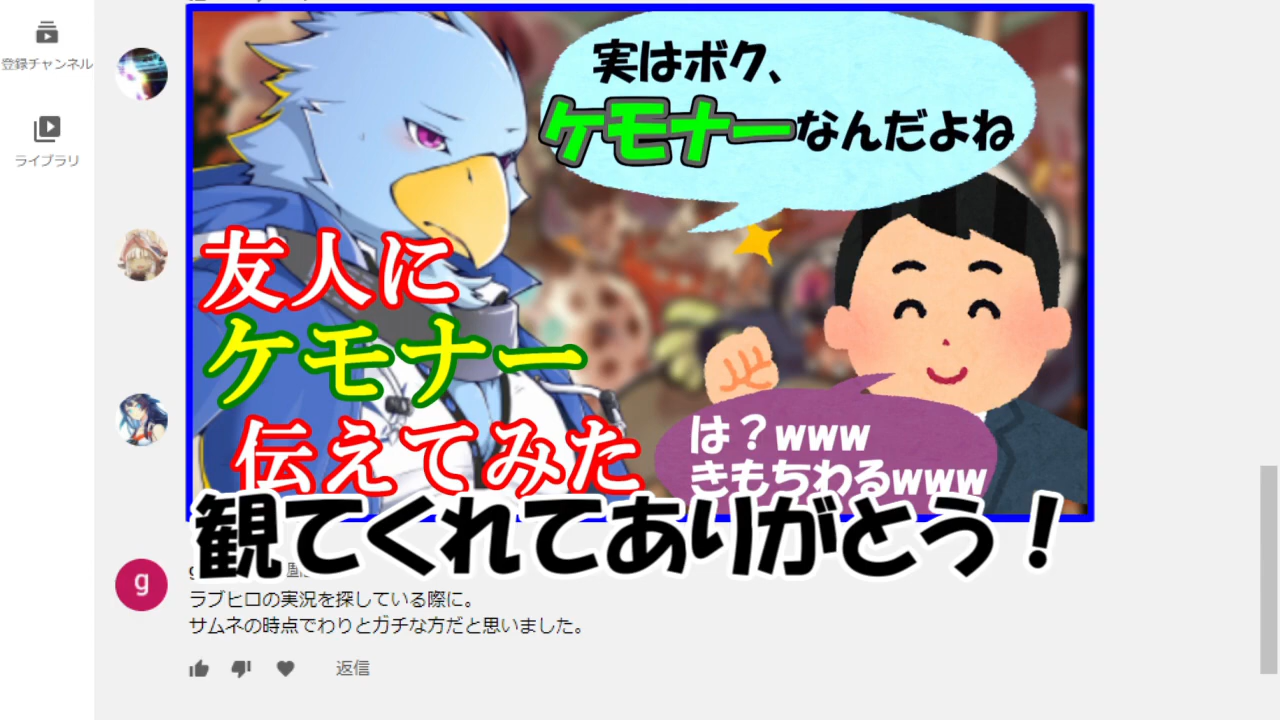 登録チャンネル
ライブラリ
実はボク、
ケモナーなんだよね
友人に
ケモナー
伝えてみた
は？www
きもちわるwww
観てくれてありがとう！
g
ラブヒロの実況を探している際に。
サムネの時点でわりとガチな方だと思いました。
返信